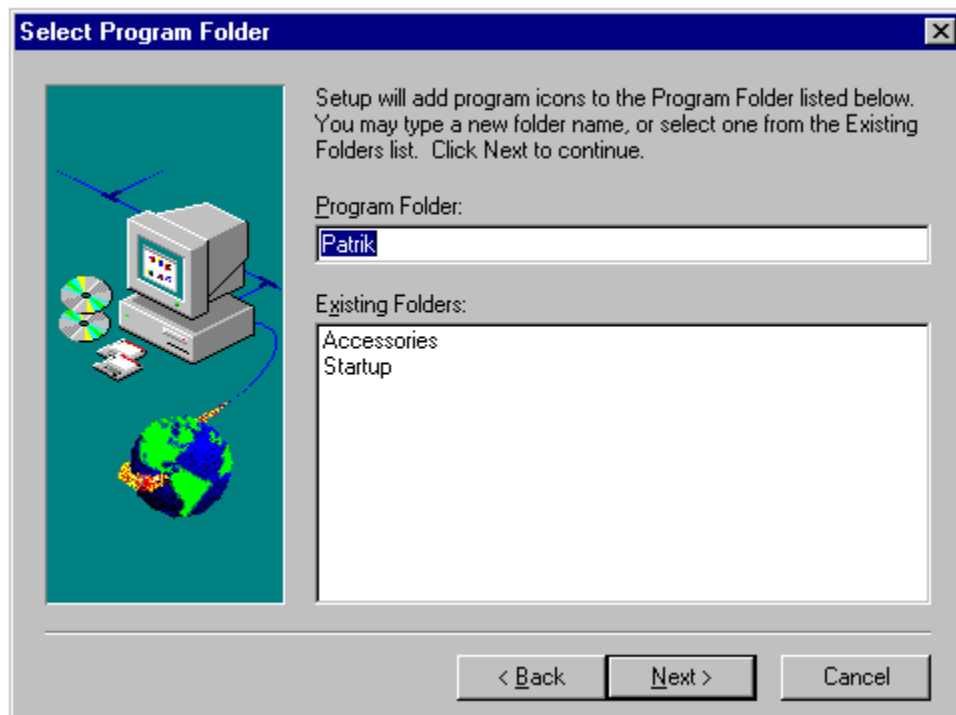 Select Program Folder
Setup will add program icons to the Program Folder listed below.
You may type a new folder name, or select one from the Existing
Folders list.  Click Next to continue.
Program Folder:
Patrik
Existing Folders:
Accessories
Startup
< Back
Next >
Cancel